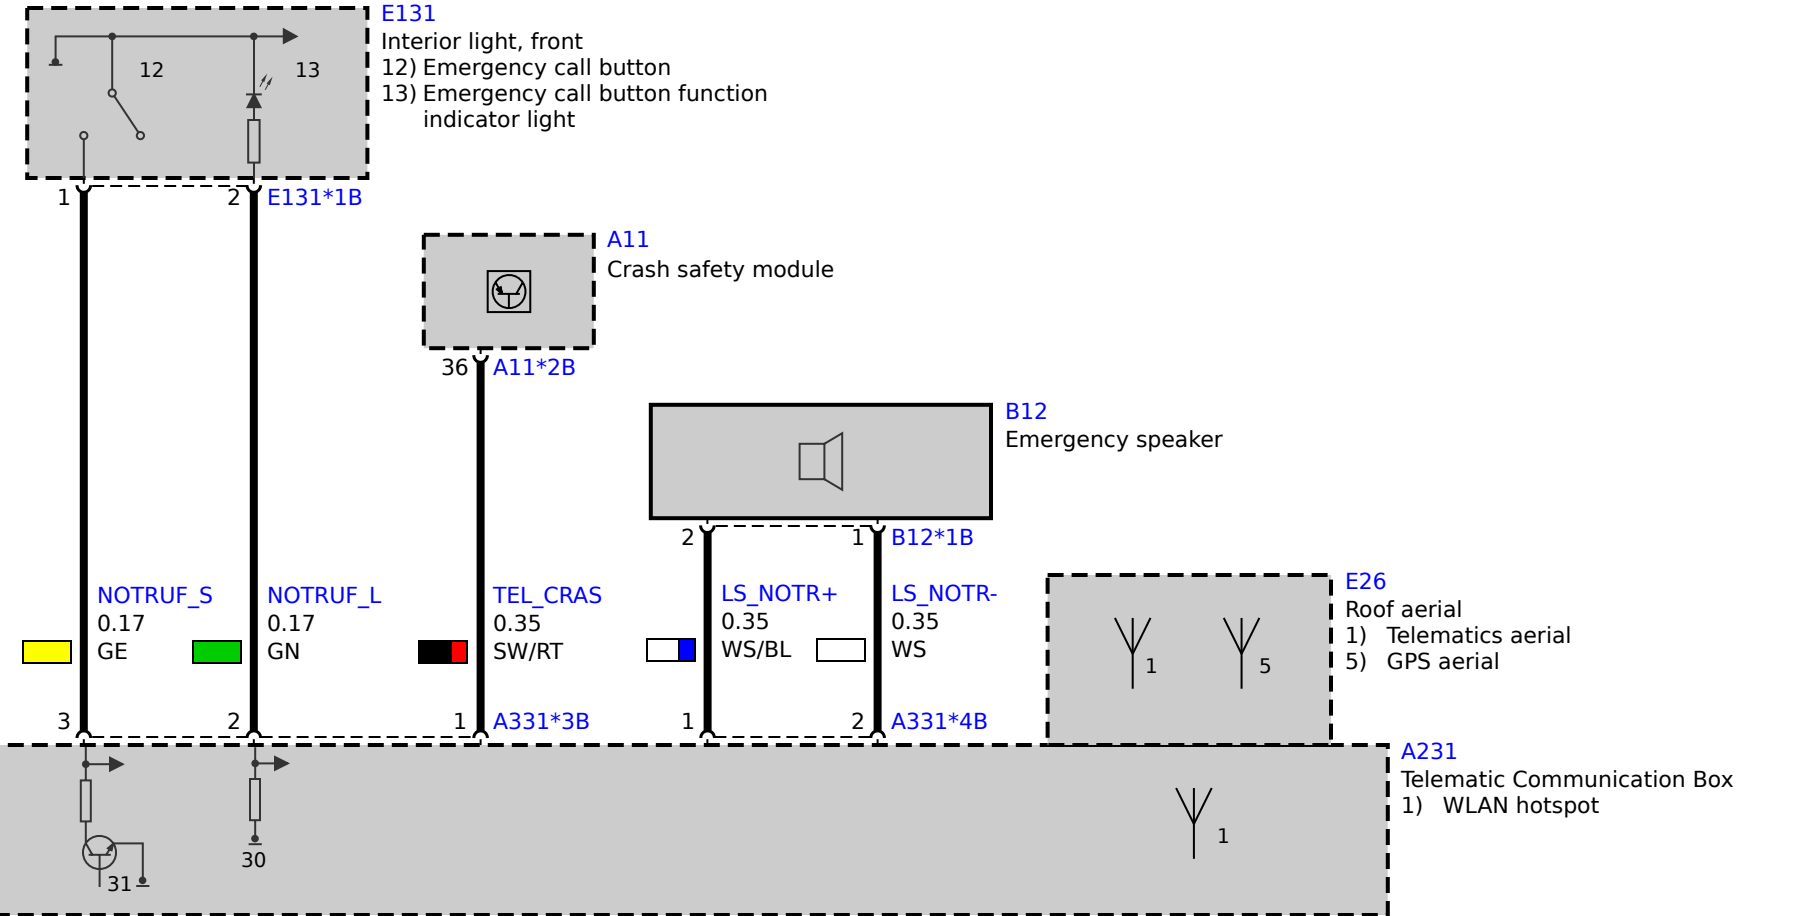 E131
Interior light, front
12) Emergency call button
13) Emergency call button function
indicator light
12
13
1
2
E131*1B
A11
Crash safety module
36
A11*2B
B12
Emergency speaker
2
1
B12*1B
NOTRUF_S
0.17
GE
NOTRUF_L
0.17
GN
TEL_CRAS
0.35
SW/RT
LS_NOTR+
0.35
WS/BL
LS_NOTR-
0.35
WS
E26
Roof aerial
1) Telematics aerial
5) GPS aerial
1
5
3
2
1
A331*3B
1
2
A331*4B
A231
Telematic Communication Box
1) WLAN hotspot
1
30
31